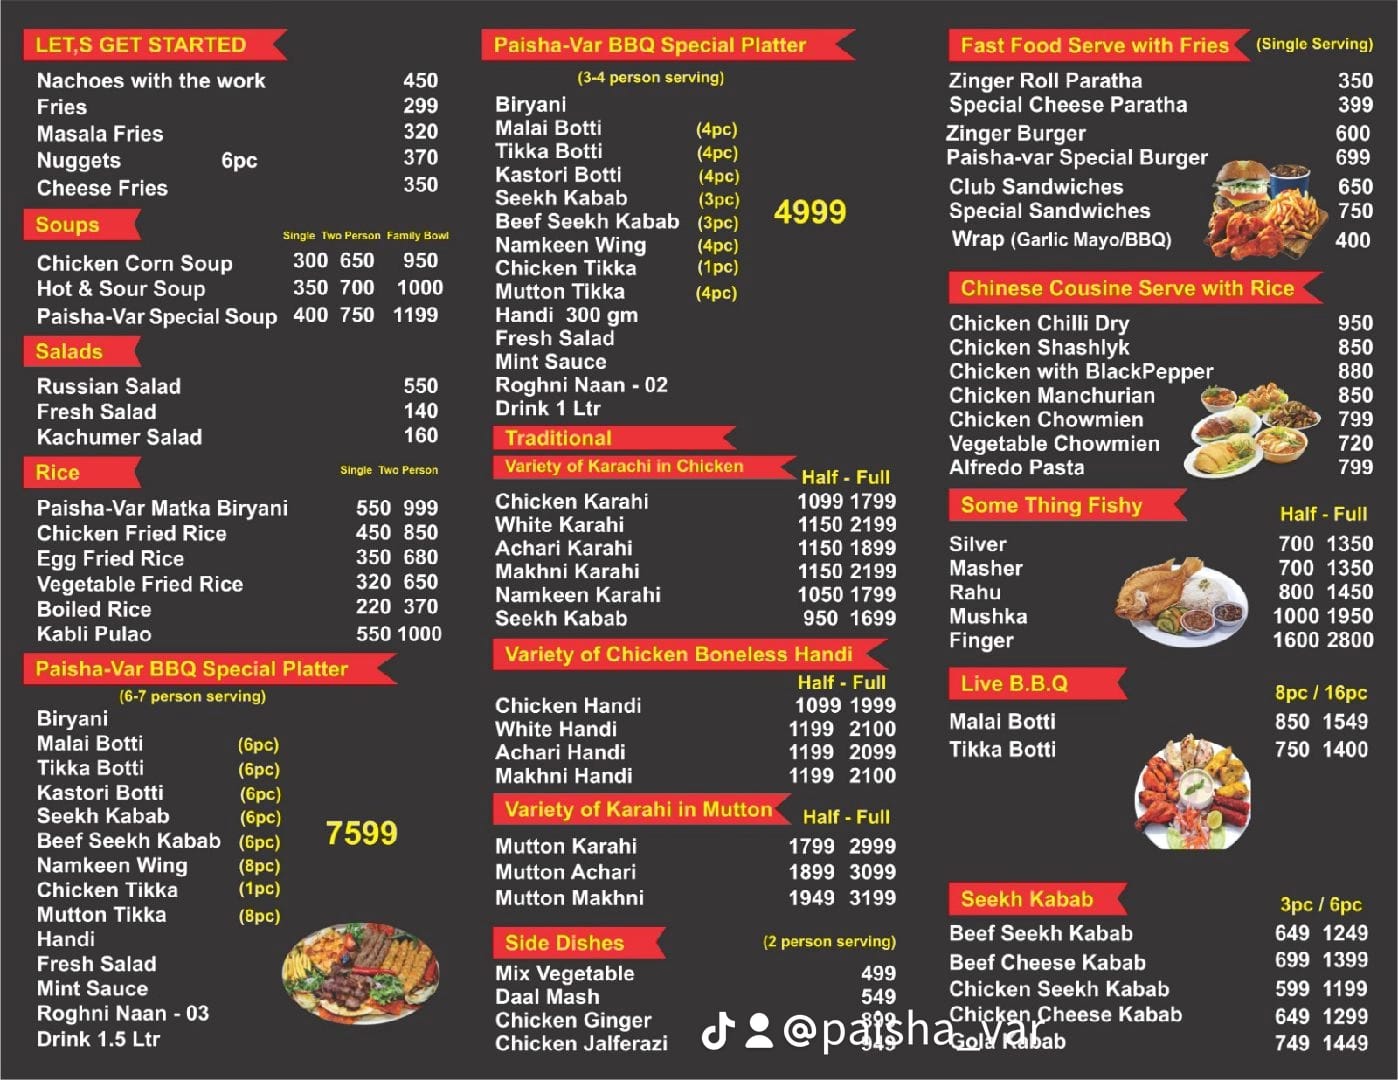 LET,S GET STARTED
Nachoes with the work 450
Fries 299
Masala Fries 320
Nuggets 6pc 370
Cheese Fries 350
Soups
Single Two Person Family Bowl
Chicken Corn Soup 300 650 950
Hot & Sour Soup 350 700 1000
Paisha-Var Special Soup 400 750 1199
Salads
Russian Salad 550
Fresh Salad 140
Kachumer Salad 160
Rice Single Two Person
Paisha-Var Matka Biryani 550 999
Chicken Fried Rice 450 850
Egg Fried Rice 350 680
Vegetable Fried Rice 320 650
Boiled Rice 220 370
Kabli Pulao 550 1000
Paisha-Var BBQ Special Platter
(6-7 person serving)
Biryani
Malai Botti (6pc)
Tikka Botti (6pc)
Kastori Botti (6pc)
Seekh Kabab (6pc)
Beef Seekh Kabab (6pc)
7599
Namkeen Wing (8pc)
Chicken Tikka (1pc)
Mutton Tikka (8pc)
Handi
Fresh Salad
Mint Sauce
Roghni Naan - 03
Drink 1.5 Ltr
Paisha-Var BBQ Special Platter
(3-4 person serving)
Biryani
Malai Botti (4pc)
Tikka Botti (4pc)
Kastori Botti (4pc)
Seekh Kabab (3pc)
4999
Beef Seekh Kabab (3pc)
Namkeen Wing (4pc)
Chicken Tikka (1pc)
Mutton Tikka (4pc)
Handi 300 gm
Fresh Salad
Mint Sauce
Roghni Naan - 02
Drink 1 Ltr
Traditional
Variety of Karachi in Chicken Half - Full
Chicken Karahi 1099 1799
White Karahi 1150 2199
Achari Karahi 1150 1899
Makhni Karahi 1150 2199
Namkeen Karahi 1050 1799
Seekh Kabab 950 1699
Variety of Chicken Boneless Handi
Half - Full
Chicken Handi 1099 1999
White Handi 1199 2100
Achari Handi 1199 2099
Makhni Handi 1199 2100
Variety of Karahi in Mutton Half - Full
Mutton Karahi 1799 2999
Mutton Achari 1899 3099
Mutton Makhni 1949 3199
Side Dishes (2 person serving)
Mix Vegetable 499
Daal Mash 549
Chicken Ginger 899
Chicken Jalferazi 949
Fast Food Serve with Fries (Single Serving)
Zinger Roll Paratha 350
Special Cheese Paratha 399
Zinger Burger 600
Paisha-var Special Burger 699
Club Sandwiches 650
Special Sandwiches 750
Wrap (Garlic Mayo/BBQ) 400
Chinese Cousine Serve with Rice
Chicken Chilli Dry 950
Chicken Shashlyk 850
Chicken with BlackPepper 880
Chicken Manchurian 850
Chicken Chowmien 799
Vegetable Chowmien 720
Alfredo Pasta 799
Some Thing Fishy Half - Full
Silver 700 1350
Masher 700 1350
Rahu 800 1450
Mushka 1000 1950
Finger 1600 2800
Live B.B.Q 8pc / 16pc
Malai Botti 850 1549
Tikka Botti 750 1400
Seekh Kabab 3pc / 6pc
Beef Seekh Kabab 649 1249
Beef Cheese Kabab 699 1399
Chicken Seekh Kabab 599 1199
Chicken Cheese Kabab 649 1299
Gola Kabab 749 1449
@paisha_var